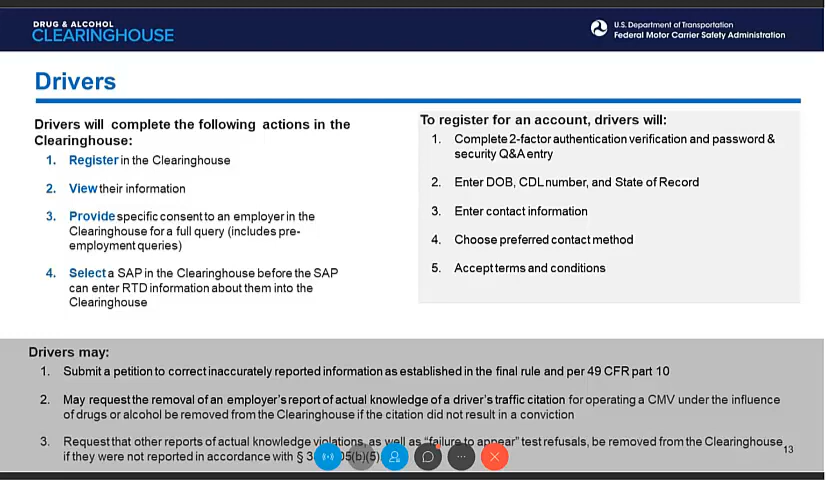 DRUG & ALCOHOL
CLEARINGHOUSE
U.S. Department of Transportation
Federal Motor Carrier Safety Administration
Drivers
Drivers will complete the following actions in the
Clearinghouse:
1. Register in the Clearinghouse
2. View their information
3. Provide specific consent to an employer in the
Clearinghouse for a full query (includes pre-
employment queries)
4. Select a SAP in the Clearinghouse before the SAP
can enter RTD information about them into the
Clearinghouse
To register for an account, drivers will:
1. Complete 2-factor authentication verification and password &
security Q&A entry
2. Enter DOB, CDL number, and State of Record
3. Enter contact information
4. Choose preferred contact method
5. Accept terms and conditions
Drivers may:
1. Submit a petition to correct inaccurately reported information as established in the final rule and per 49 CFR part 10
2. May request the removal of an employer's report of actual knowledge of a driver's traffic citation for operating a CMV under the influence
of drugs or alcohol be removed from the Clearinghouse if the citation did not result in a conviction
3. Request that other reports of actual knowledge violations, as well as "failure to appear" test refusals, be removed from the Clearinghouse
if they were not reported in accordance with §
13